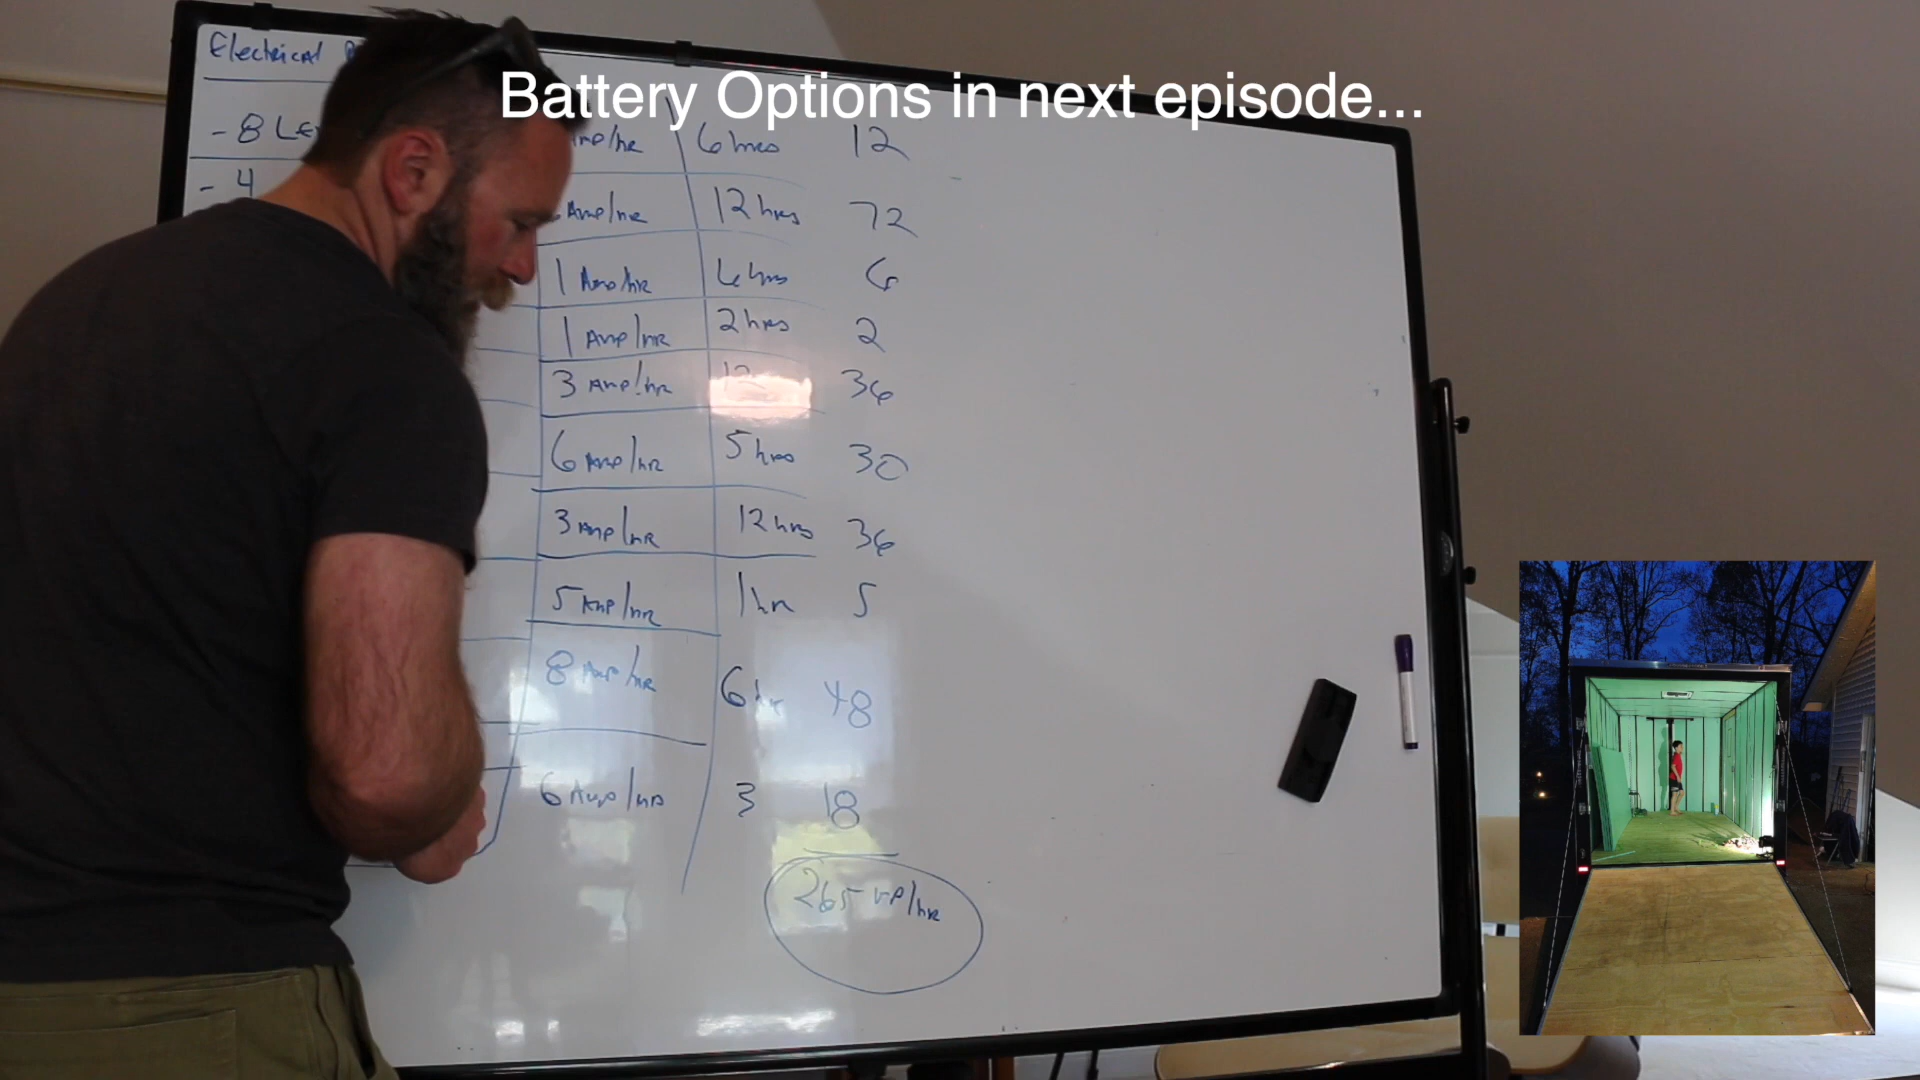 Battery Options in next episode...
Electrical
- 8 LE
Amp/hr 6 hrs 12
- 4
Amp/hr 12 hrs 72
1 Amp/hr 6 hrs 6
1 Amp/hr 2 hrs 2
3 Amp/hr 12 36
6 Amp/hr 5 hrs 30
3 Amp/hr 12 hrs 36
5 Amp/hr 1 hr 5
8 Amp/hr 6 hr 48
6 Amp/hr 3 18
265